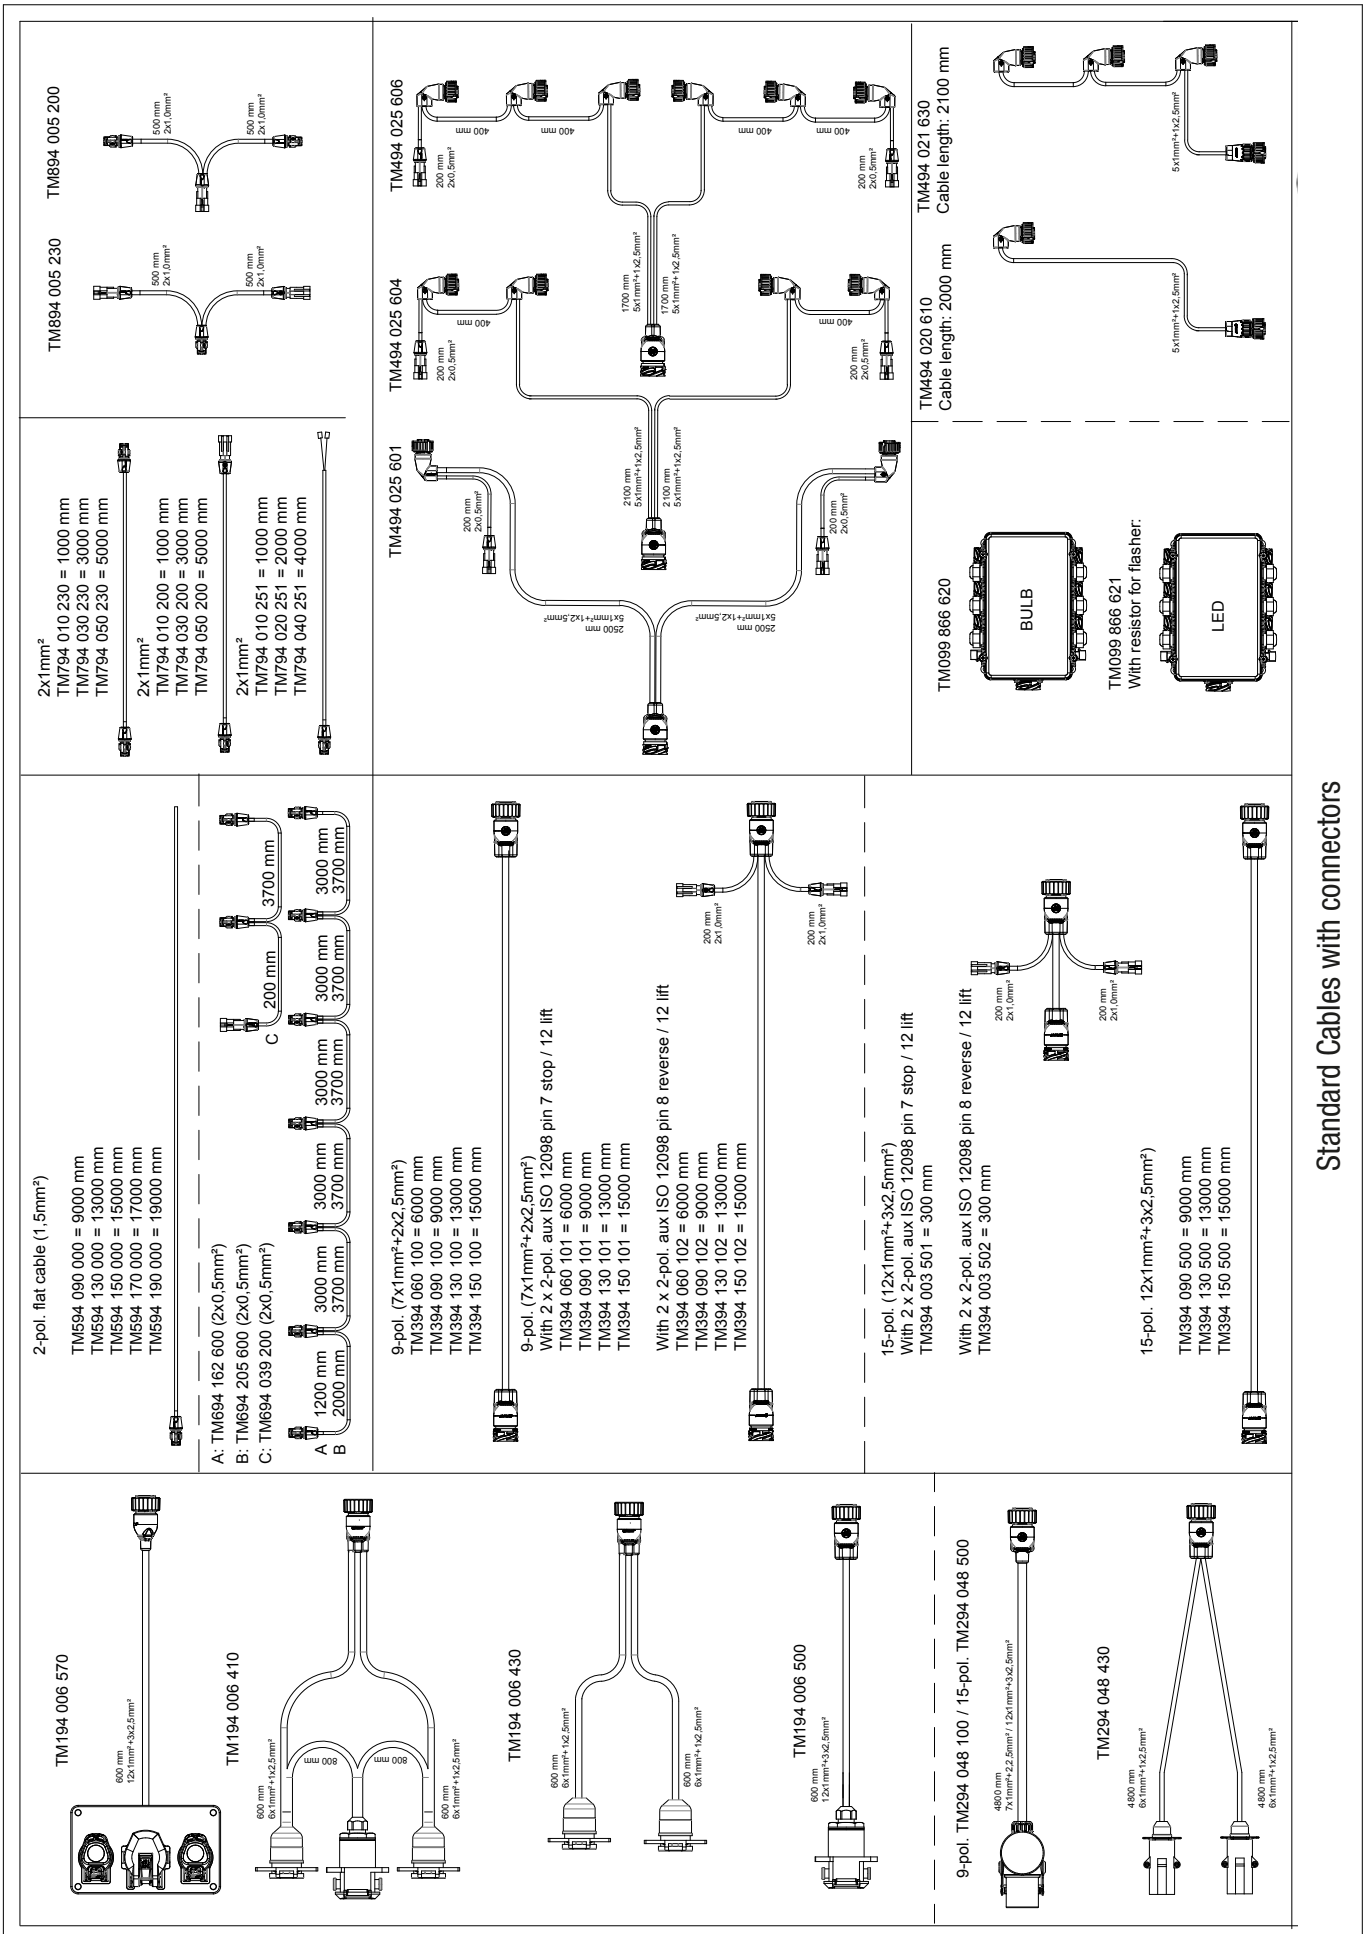 TM194 006 570
600 mm
12x1mm²+3x2,5mm²
TM194 006 410
600 mm
6x1mm²+1x2,5mm²
800 mm
800 mm
600 mm
6x1mm²+1x2,5mm²
TM194 006 430
600 mm
6x1mm²+1x2,5mm²
600 mm
6x1mm²+1x2,5mm²
TM194 006 500
600 mm
12x1mm²+3x2,5mm²
9-pol. TM294 048 100 / 15-pol. TM294 048 500
4800 mm
7x1mm²+2,2,5mm² / 12x1mm²+3x2,5mm²
TM294 048 430
4800 mm
6x1mm²+1x2,5mm²
4800 mm
6x1mm²+1x2,5mm²
2-pol. flat cable (1,5mm²)
TM594 090 000 = 9000 mm
TM594 130 000 = 13000 mm
TM594 150 000 = 15000 mm
TM594 170 000 = 17000 mm
TM594 190 000 = 19000 mm
A: TM694 162 600 (2x0,5mm²)
B: TM694 205 600 (2x0,5mm²)
C: TM694 039 200 (2x0,5mm²)
C 200 mm 3700 mm
A 1200 mm 3000 mm 3000 mm 3000 mm 3000 mm 3000 mm
B 2000 mm 3700 mm 3700 mm 3700 mm 3700 mm 3700 mm
9-pol. (7x1mm²+2x2,5mm²)
TM394 060 100 = 6000 mm
TM394 090 100 = 9000 mm
TM394 130 100 = 13000 mm
TM394 150 100 = 15000 mm
9-pol. (7x1mm²+2x2,5mm²)
With 2 x 2-pol. aux ISO 12098 pin 7 stop / 12 lift
TM394 060 101 = 6000 mm
TM394 090 101 = 9000 mm
TM394 130 101 = 13000 mm
TM394 150 101 = 15000 mm
With 2 x 2-pol. aux ISO 12098 pin 8 reverse / 12 lift
TM394 060 102 = 6000 mm
TM394 090 102 = 9000 mm
TM394 130 102 = 13000 mm
TM394 150 102 = 15000 mm
200 mm
2x1,0mm²
200 mm
2x1,0mm²
15-pol. (12x1mm²+3x2,5mm²)
With 2 x 2-pol. aux ISO 12098 pin 7 stop / 12 lift
TM394 003 501 = 300 mm
With 2 x 2-pol. aux ISO 12098 pin 8 reverse / 12 lift
TM394 003 502 = 300 mm
200 mm
2x1,0mm²
200 mm
2x1,0mm²
15-pol. 12x1mm²+3x2,5mm²)
TM394 090 500 = 9000 mm
TM394 130 500 = 13000 mm
TM394 150 500 = 15000 mm
2x1mm²
TM794 010 230 = 1000 mm
TM794 030 230 = 3000 mm
TM794 050 230 = 5000 mm
2x1mm²
TM794 010 200 = 1000 mm
TM794 030 200 = 3000 mm
TM794 050 200 = 5000 mm
2x1mm²
TM794 010 251 = 1000 mm
TM794 020 251 = 2000 mm
TM794 040 251 = 4000 mm
TM894 005 230
500 mm
2x1,0mm²
500 mm
2x1,0mm²
TM894 005 200
500 mm
2x1,0mm²
500 mm
2x1,0mm²
TM494 025 601
200 mm
2x0,5mm²
2500 mm
5x1mm²+1x2,5mm²
2500 mm
5x1mm²+1x2,5mm²
200 mm
2x0,5mm²
TM494 025 604
200 mm
2x0,5mm²
400 mm
2100 mm
5x1mm²+1x2,5mm²
2100 mm
5x1mm²+1x2,5mm²
400 mm
200 mm
2x0,5mm²
TM494 025 606
200 mm
2x0,5mm²
400 mm
400 mm
1700 mm
5x1mm²+1x2,5mm²
1700 mm
5x1mm²+1x2,5mm²
400 mm
400 mm
200 mm
2x0,5mm²
TM099 866 620
BULB
TM099 866 621
With resistor for flasher:
LED
TM494 020 610
Cable length: 2000 mm
5x1mm²+1x2,5mm²
TM494 021 630
Cable length: 2100 mm
5x1mm²+1x2,5mm²
Standard Cables with connectors